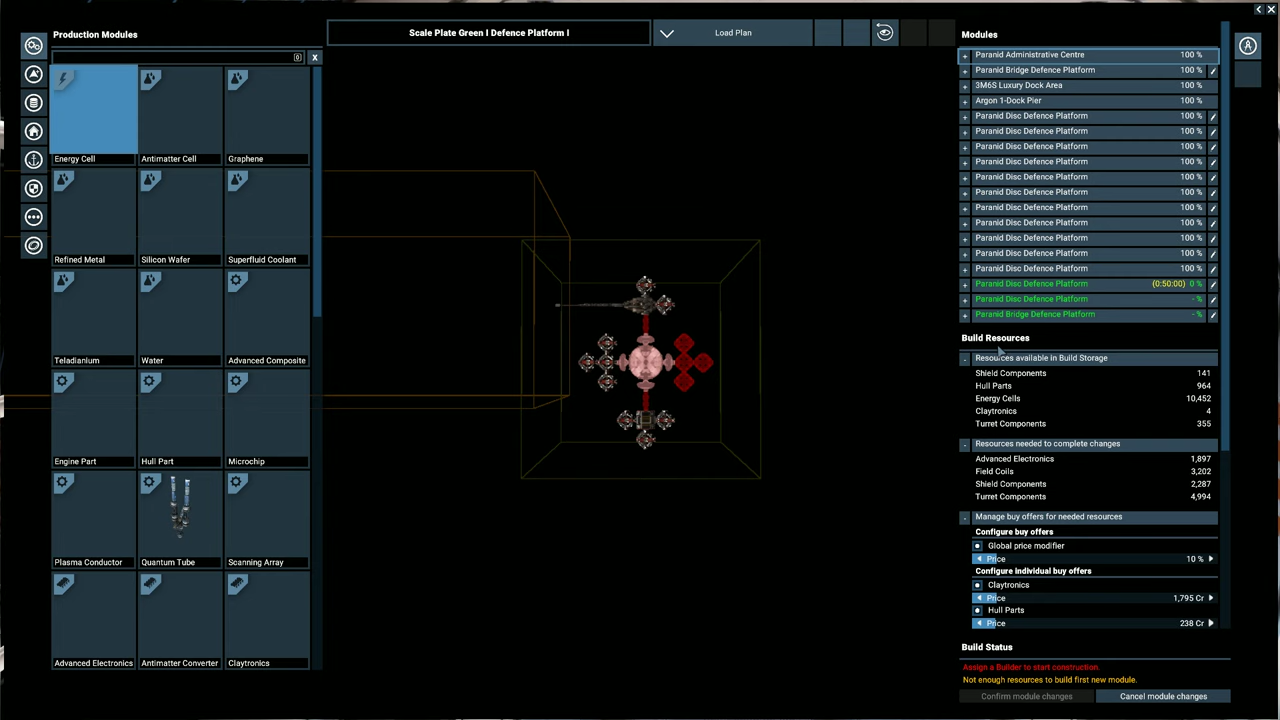 Production Modules
0
X
Energy Cell
Antimatter Cell
Graphene
Refined Metal
Silicon Wafer
Superfluid Coolant
Teladianium
Water
Advanced Composite
Engine Part
Hull Part
Microchip
Plasma Conductor
Quantum Tube
Scanning Array
Advanced Electronics
Antimatter Converter
Claytronics
Scale Plate Green I Defence Platform I
Load Plan
Modules
+ Paranid Administrative Centre 100 %
+ Paranid Bridge Defence Platform 100 %
+ 3M6S Luxury Dock Area 100 %
+ Argon 1-Dock Pier 100 %
+ Paranid Disc Defence Platform 100 %
+ Paranid Disc Defence Platform 100 %
+ Paranid Disc Defence Platform 100 %
+ Paranid Disc Defence Platform 100 %
+ Paranid Disc Defence Platform 100 %
+ Paranid Disc Defence Platform 100 %
+ Paranid Disc Defence Platform 100 %
+ Paranid Disc Defence Platform 100 %
+ Paranid Disc Defence Platform 100 %
+ Paranid Disc Defence Platform 100 %
+ Paranid Disc Defence Platform 100 %
+ Paranid Disc Defence Platform (0:50:00) 0 %
+ Paranid Disc Defence Platform - %
+ Paranid Bridge Defence Platform - %
Build Resources
- Resources available in Build Storage
Shield Components 141
Hull Parts 964
Energy Cells 10,452
Claytronics 4
Turret Components 355
- Resources needed to complete changes
Advanced Electronics 1,897
Field Coils 3,202
Shield Components 2,287
Turret Components 4,994
- Manage buy offers for needed resources
Configure buy offers
Global price modifier
Price 10 %
Configure individual buy offers
Claytronics
Price 1,795 Cr
Hull Parts
Price 238 Cr
Build Status
Assign a Builder to start construction.
Not enough resources to build first new module.
Confirm module changes
Cancel module changes